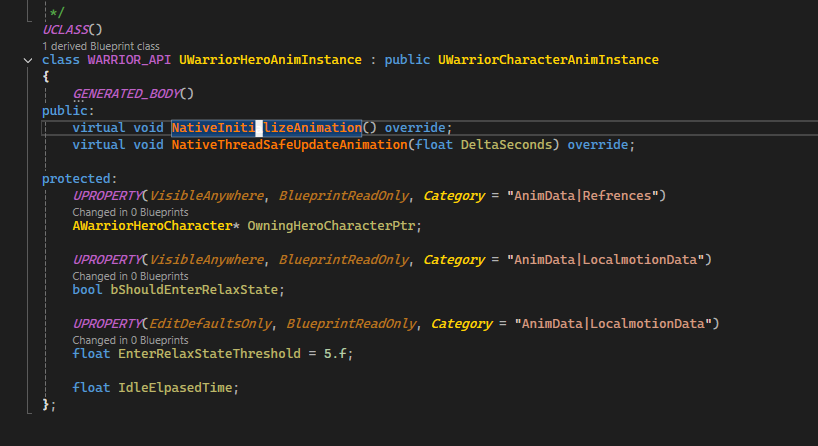 */
UCLASS()
1 derived Blueprint class
class WARRIOR_API UWarriorHeroAnimInstance : public UWarriorCharacterAnimInstance
{
GENERATED_BODY()
public:
virtual void NativeInitializeAnimation() override;
virtual void NativeThreadSafeUpdateAnimation(float DeltaSeconds) override;
protected:
UPROPERTY(VisibleAnywhere, BlueprintReadOnly, Category = "AnimData|Refrences")
Changed in 0 Blueprints
AWarriorHeroCharacter* OwningHeroCharacterPtr;
UPROPERTY(VisibleAnywhere, BlueprintReadOnly, Category = "AnimData|LocalmotionData")
Changed in 0 Blueprints
bool bShouldEnterRelaxState;
UPROPERTY(EditDefaultsOnly, BlueprintReadOnly, Category = "AnimData|LocalmotionData")
Changed in 0 Blueprints
float EnterRelaxStateThreshold = 5.f;
float IdleElpasedTime;
};